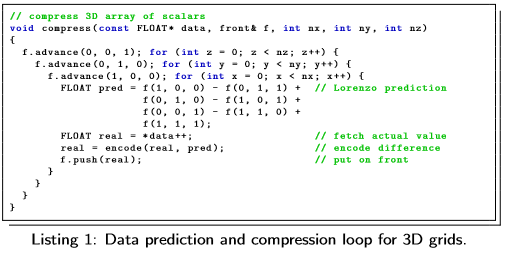 // compress 3D array of scalars
void compress(const FLOAT* data, front& f, int nx, int ny, int nz)
{
  f.advance(0, 0, 1); for (int z = 0; z < nz; z++) {
    f.advance(0, 1, 0); for (int y = 0; y < ny; y++) {
      f.advance(1, 0, 0); for (int x = 0; x < nx; x++) {
        FLOAT pred = f(1, 0, 0) - f(0, 1, 1) +  // Lorenzo prediction
                     f(0, 1, 0) - f(1, 0, 1) +
                     f(0, 0, 1) - f(1, 1, 0) +
                     f(1, 1, 1);
        FLOAT real = *data++;                   // fetch actual value
        real = encode(real, pred);              // encode difference
        f.push(real);                           // put on front
      }
    }
  }
}
Listing 1: Data prediction and compression loop for 3D grids.